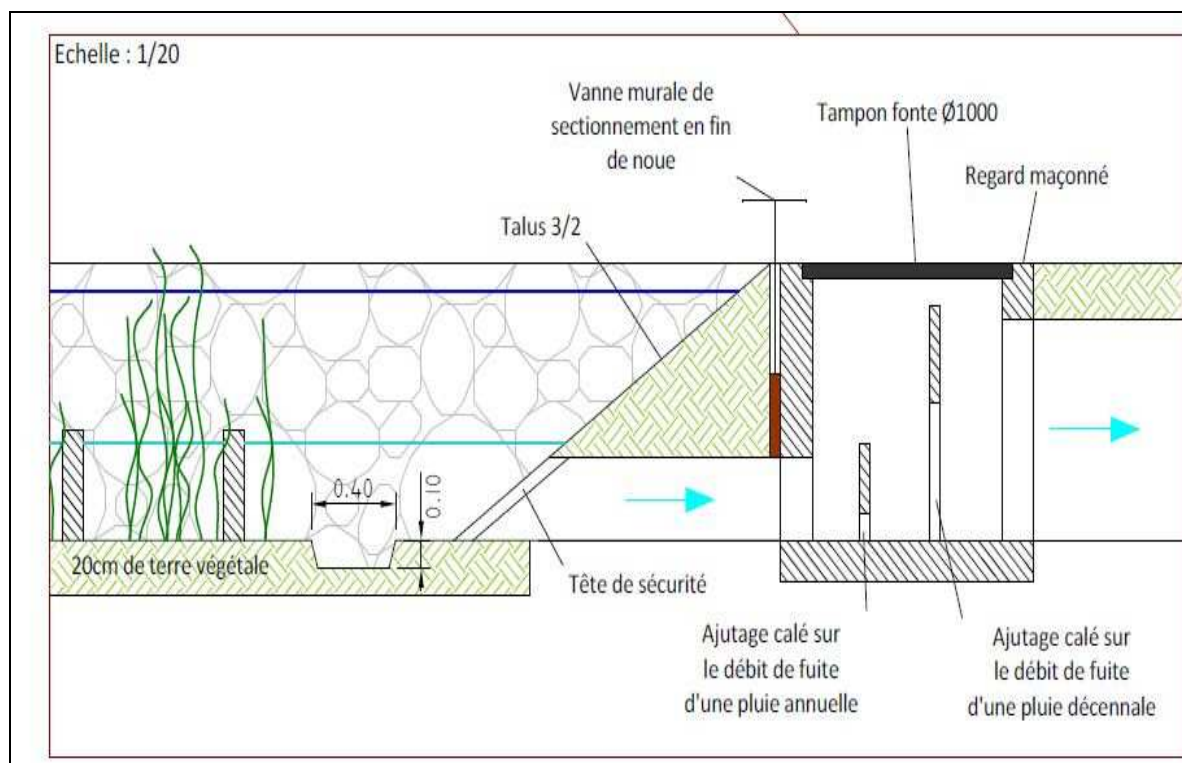 Echelle : 1/20
Vanne murale de
sectionnement en fin
de noue
Tampon fonte Ø1000
Regard maçonné
Talus 3/2
0.40
0.10
20cm de terre végétale
Tête de sécurité
Ajutage calé sur
le débit de fuite
d'une pluie annuelle
Ajutage calé sur
le débit de fuite
d'une pluie décennale